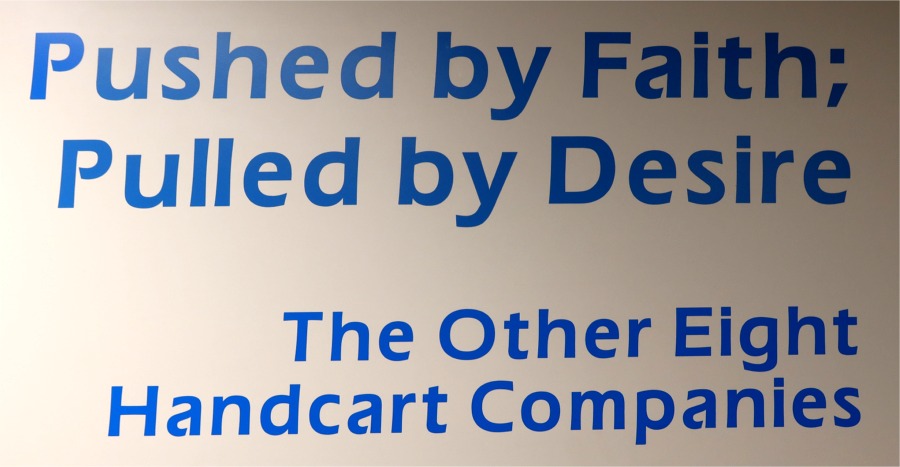 Pushed by Faith;
Pulled by Desire
The Other Eight
Handcart Companies